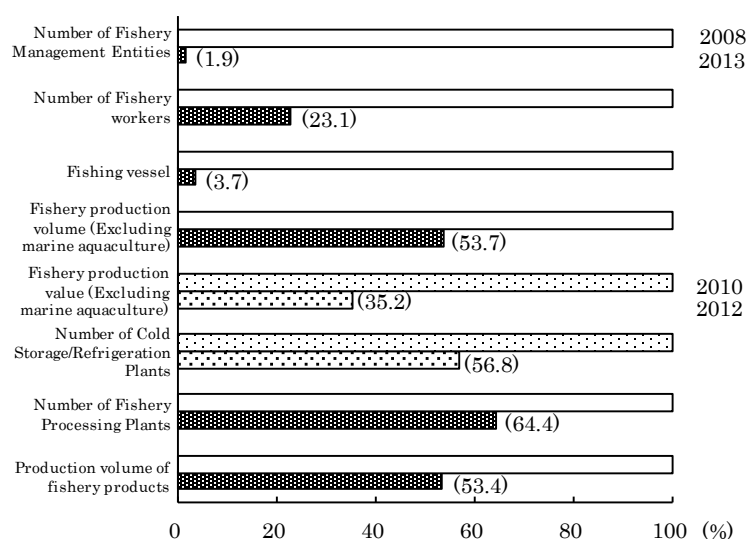 Number of Fishery
Management Entities
(1.9)
2008
2013
Number of Fishery
workers
(23.1)
Fishing vessel
(3.7)
Fishery production
volume (Excluding
marine aquaculture)
(53.7)
Fishery production
value (Excluding
marine aquaculture)
(35.2)
2010
2012
Number of Cold
Storage/Refrigeration
Plants
(56.8)
Number of Fishery
Processing Plants
(64.4)
Production volume of
fishery products
(53.4)
0 20 40 60 80 100 (%)